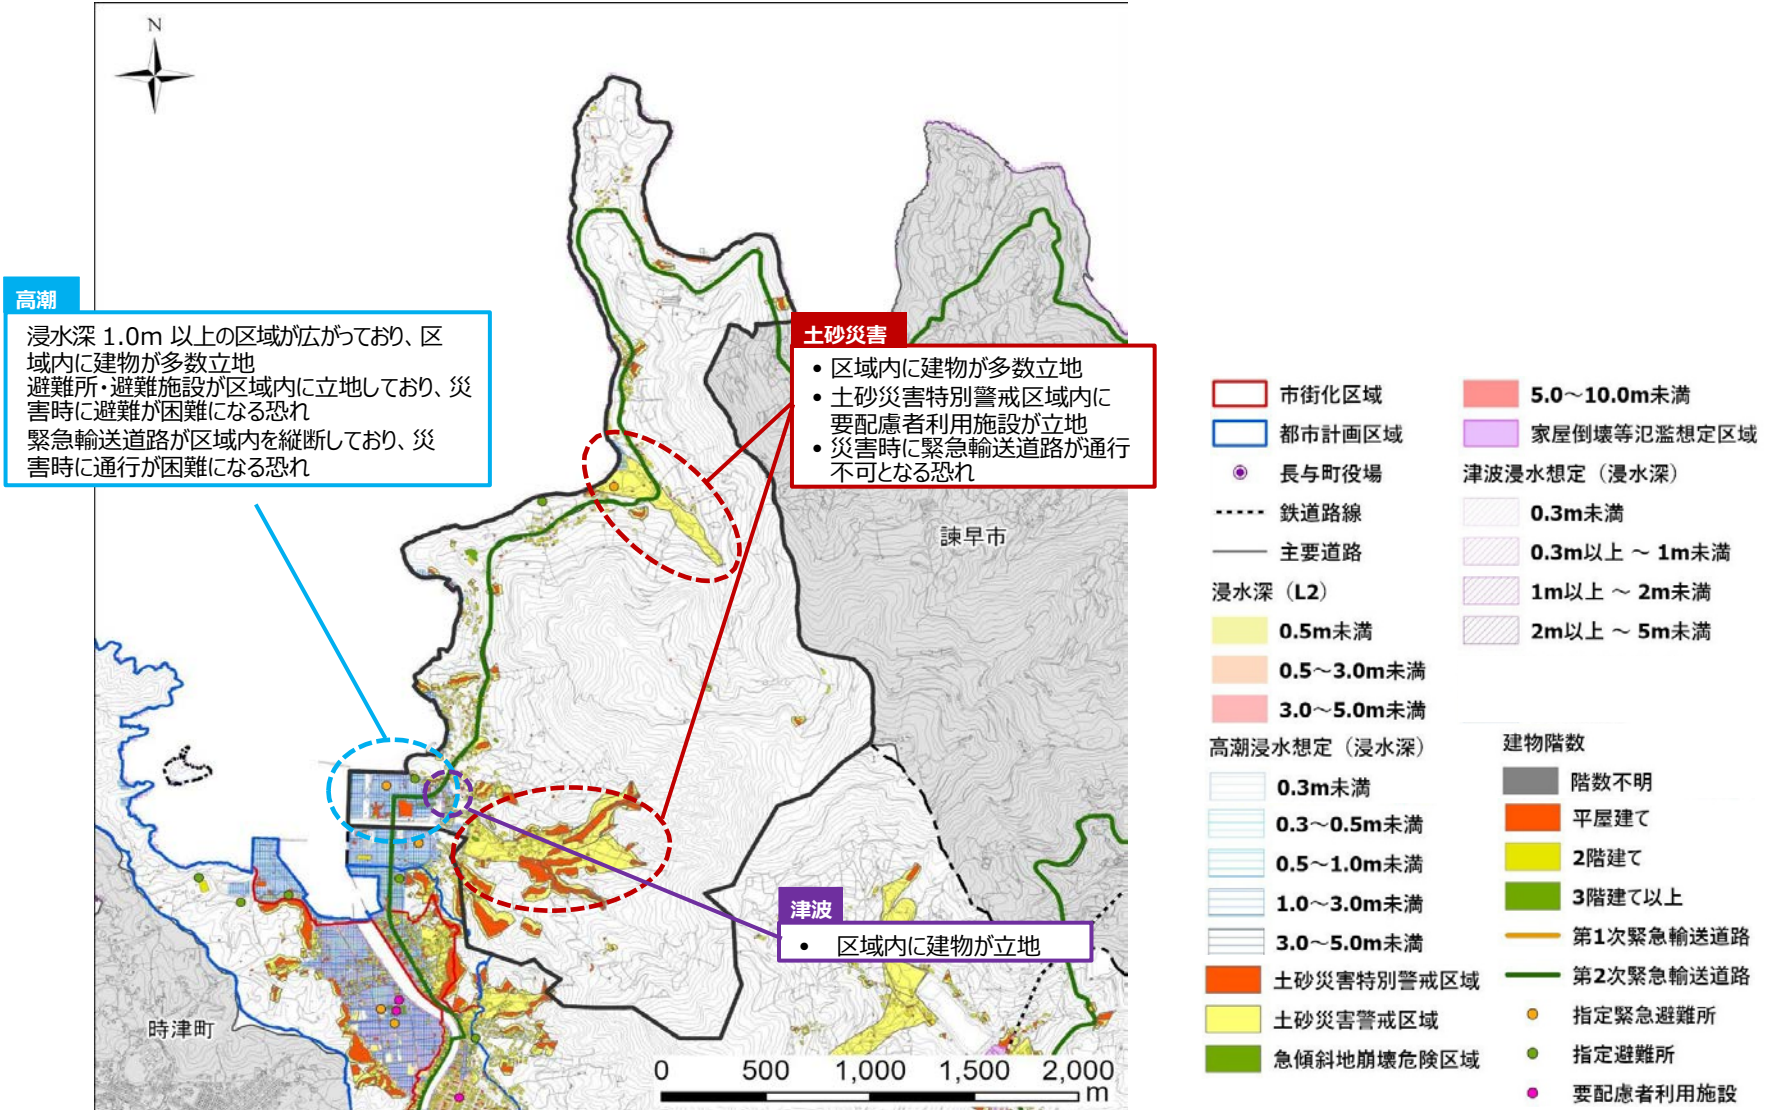 N
高潮
浸水深 1.0m 以上の区域が広がっており、区
域内に建物が多数立地
避難所・避難施設が区域内に立地しており、災
害時に避難が困難になる恐れ
緊急輸送道路が区域内を縦断しており、災
害時に通行が困難になる恐れ
土砂災害
• 区域内に建物が多数立地
• 土砂災害特別警戒区域内に
要配慮者利用施設が立地
• 災害時に緊急輸送道路が通行
不可となる恐れ
諫早市
津波
• 区域内に建物が立地
時津町
0 500 1,000 1,500 2,000
m
市街化区域
都市計画区域
長与町役場
鉄道路線
主要道路
浸水深（L2）
0.5m未満
0.5～3.0m未満
3.0～5.0m未満
5.0～10.0m未満
家屋倒壊等氾濫想定区域
津波浸水想定（浸水深）
0.3m未満
0.3m以上 ～ 1m未満
1m以上 ～ 2m未満
2m以上 ～ 5m未満
高潮浸水想定（浸水深）
0.3m未満
0.3～0.5m未満
0.5～1.0m未満
1.0～3.0m未満
3.0～5.0m未満
土砂災害特別警戒区域
土砂災害警戒区域
急傾斜地崩壊危険区域
建物階数
階数不明
平屋建て
2階建て
3階建て以上
第1次緊急輸送道路
第2次緊急輸送道路
指定緊急避難所
指定避難所
要配慮者利用施設